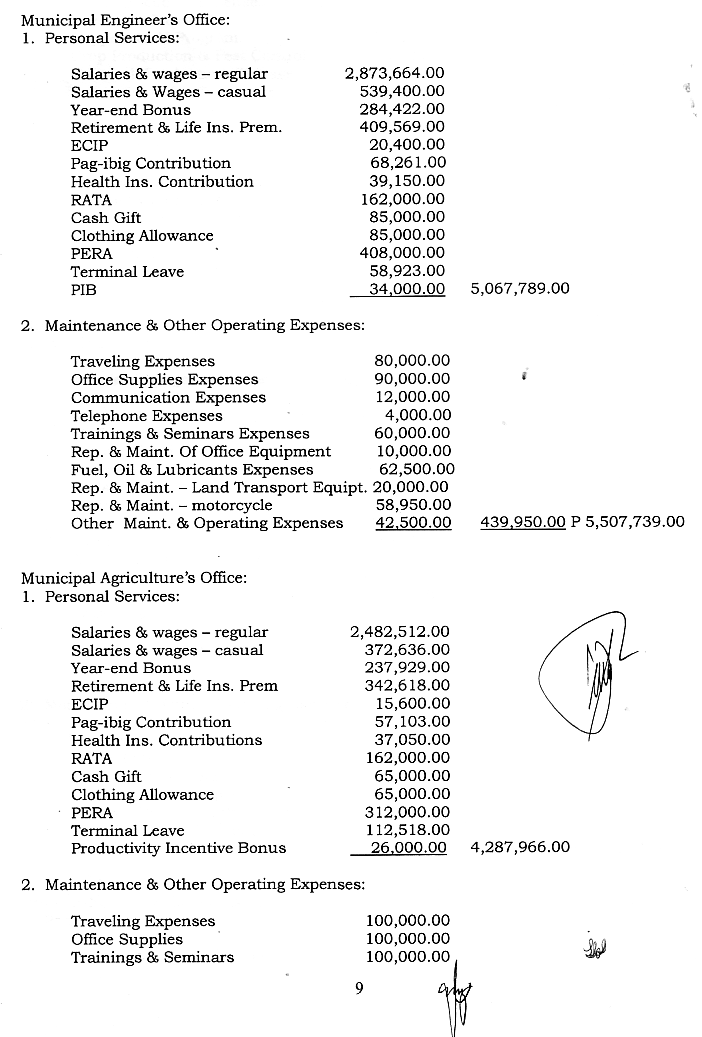 Municipal Engineer's Office:
1. Personal Services:
Salaries & wages – regular 2,873,664.00
Salaries & Wages – casual 539,400.00
Year-end Bonus 284,422.00
Retirement & Life Ins. Prem. 409,569.00
ECIP 20,400.00
Pag-ibig Contribution 68,261.00
Health Ins. Contribution 39,150.00
RATA 162,000.00
Cash Gift 85,000.00
Clothing Allowance 85,000.00
PERA 408,000.00
Terminal Leave 58,923.00
PIB 34,000.00 5,067,789.00
2. Maintenance & Other Operating Expenses:
Traveling Expenses 80,000.00
Office Supplies Expenses 90,000.00
Communication Expenses 12,000.00
Telephone Expenses 4,000.00
Trainings & Seminars Expenses 60,000.00
Rep. & Maint. Of Office Equipment 10,000.00
Fuel, Oil & Lubricants Expenses 62,500.00
Rep. & Maint. – Land Transport Equipt. 20,000.00
Rep. & Maint. – motorcycle 58,950.00
Other Maint. & Operating Expenses 42,500.00 439,950.00 P 5,507,739.00
Municipal Agriculture's Office:
1. Personal Services:
Salaries & wages – regular 2,482,512.00
Salaries & wages – casual 372,636.00
Year-end Bonus 237,929.00
Retirement & Life Ins. Prem 342,618.00
ECIP 15,600.00
Pag-ibig Contribution 57,103.00
Health Ins. Contributions 37,050.00
RATA 162,000.00
Cash Gift 65,000.00
Clothing Allowance 65,000.00
PERA 312,000.00
Terminal Leave 112,518.00
Productivity Incentive Bonus 26,000.00 4,287,966.00
2. Maintenance & Other Operating Expenses:
Traveling Expenses 100,000.00
Office Supplies 100,000.00
Trainings & Seminars 100,000.00
9